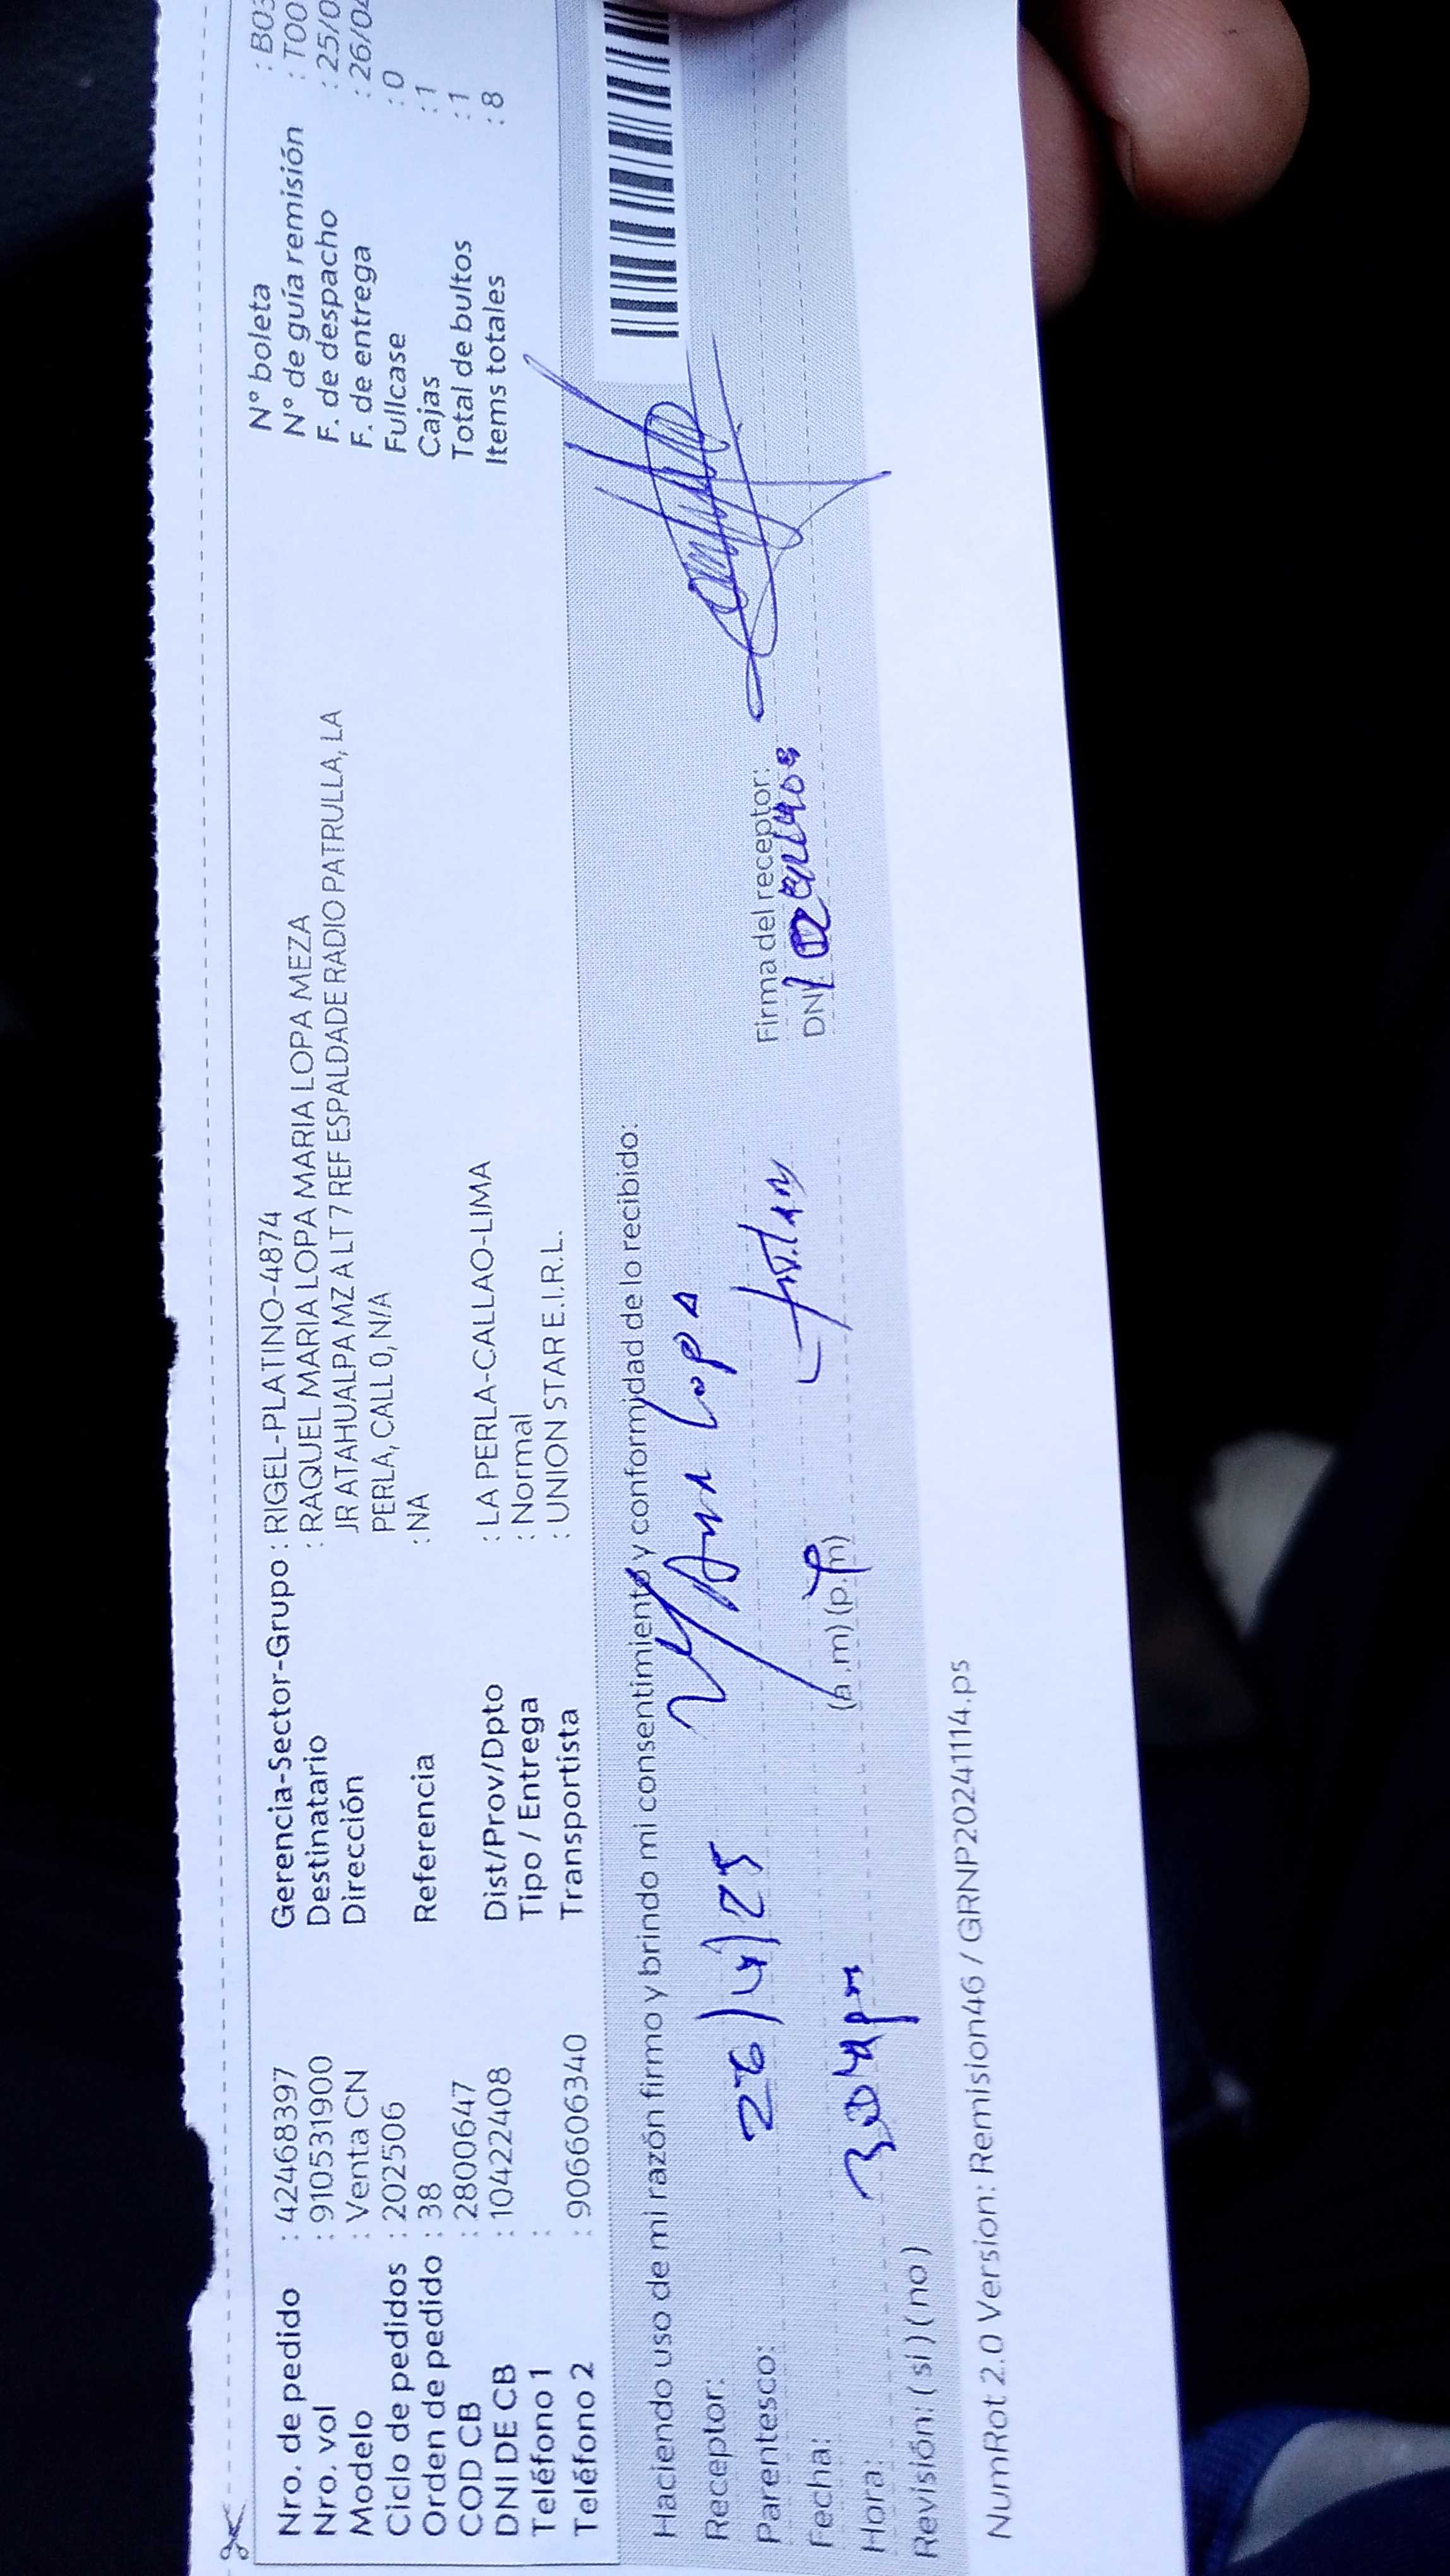 Nro. de pedido : 42468397 Gerencia-Sector-Grupo : RIGEL-PLATINO-4874 N° boleta : B03
Nro. vol : 910531900 Destinatario : RAQUEL MARIA LOPA MARIA LOPA MARIA LOPA MEZA N° de guía remisión : T00
Modelo : Venta CN Dirección JR ATAHUALPA MZ A LT 7 REF ESPALDADE RADIO PATRULLA, LA F. de despacho : 25/0
Ciclo de pedidos : 202506 PERLA, CALL 0, N/A F. de entrega : 26/04
Orden de pedido : 38 Referencia : NA Fullcase : 0
COD CB : 2800647 Cajas : 1
DNI DE CB : 10422408 Dist/Prov/Dpto : LA PERLA-CALLAO-LIMA Total de bultos : 1
Teléfono 1 : Tipo / Entrega : Normal Items totales : 8
Teléfono 2 : 906606340 Transportista : UNION STAR E.I.R.L.
Haciendo uso de mi razón firmo y brindo mi consentimiento y conformidad de lo recibido:
Receptor: Lopa
Parentesco: Firma del receptor:
Fecha: 26/4/25 DNI
Hora: pm (a.m) (p.m)
Revisión: ( si ) ( no )
NumRot 2.0 Version: Remision46 / GRNP20241114.ps